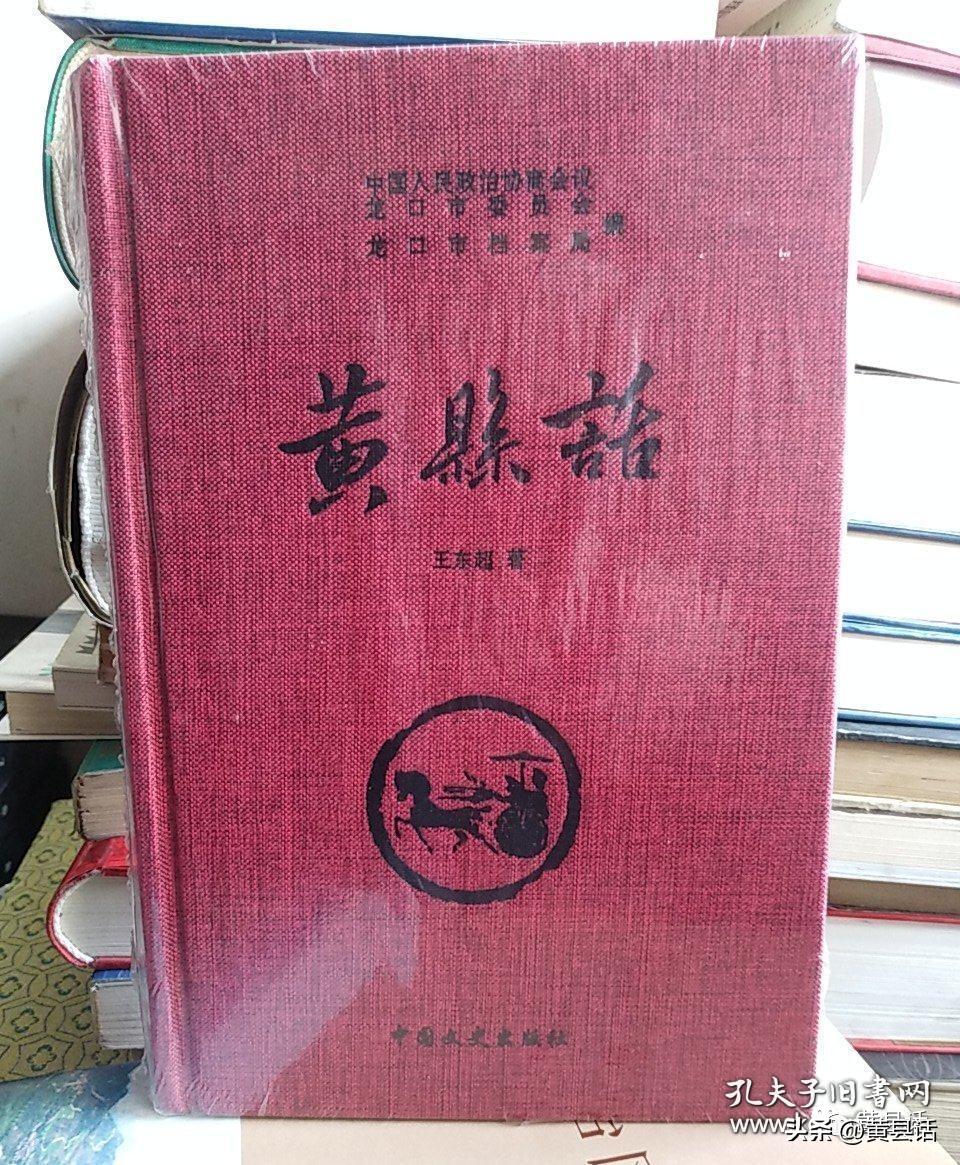 中国人民政治协商会议
龙口市委员会
龙口市档案局
编
黄縣話
王东超 著
中国文史出版社
孔夫子旧书网
头条 @黄县话